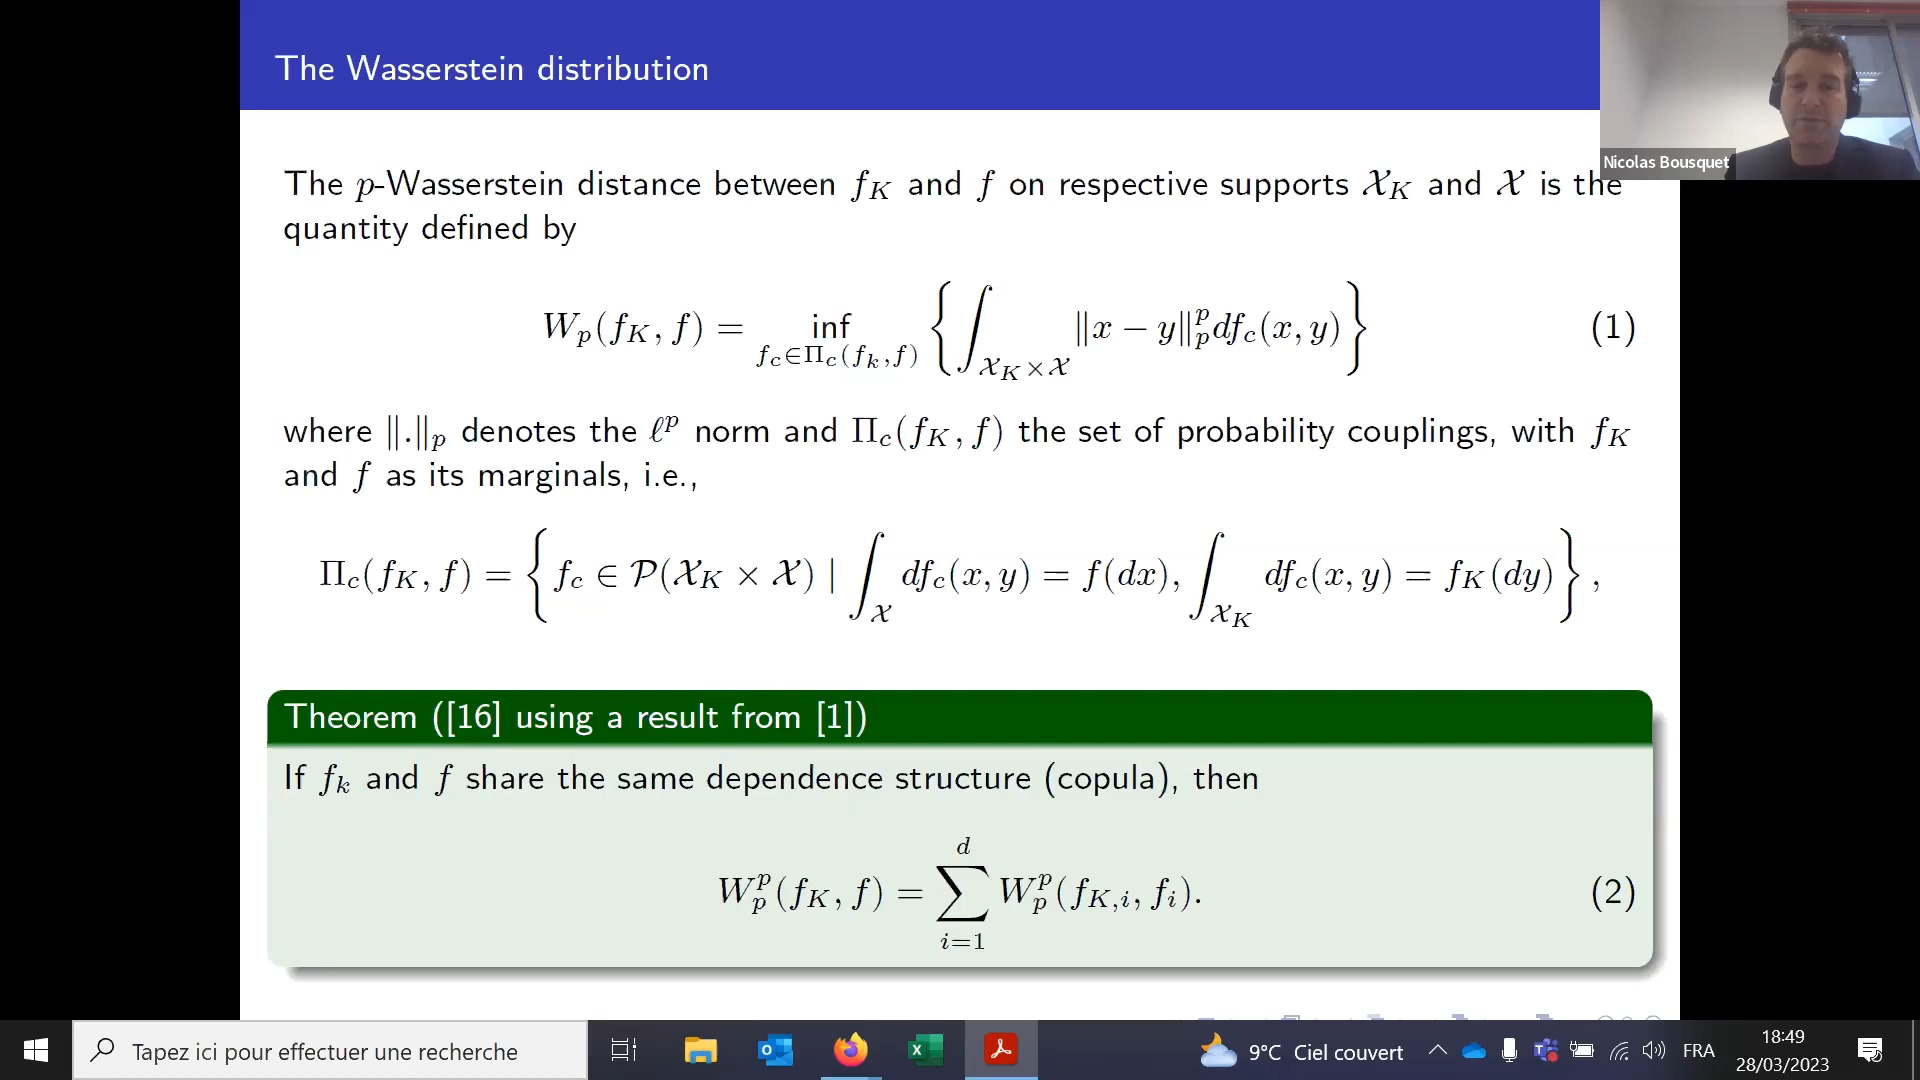 The Wasserstein distribution
Nicolas Bousquet
The p-Wasserstein distance between f_K and f on respective supports 𝒳_K and 𝒳 is the
quantity defined by
W_p(f_K, f) = inf_{f_c∈Π_c(f_k,f)} { ∫_{𝒳_K×𝒳} ‖x − y‖_p^p df_c(x, y) } (1)
where ‖.‖_p denotes the ℓ^p norm and Π_c(f_K, f) the set of probability couplings, with f_K
and f as its marginals, i.e.,
Π_c(f_K, f) = { f_c ∈ 𝒫(𝒳_K × 𝒳) | ∫_𝒳 df_c(x, y) = f(dx), ∫_{𝒳_K} df_c(x, y) = f_K(dy) } ,
Theorem ([16] using a result from [1])
If f_k and f share the same dependence structure (copula), then
W_p^p(f_K, f) = ∑_{i=1}^{d} W_p^p(f_{K,i}, f_i). (2)
Tapez ici pour effectuer une recherche
9°C Ciel couvert
FRA
18:49
28/03/2023